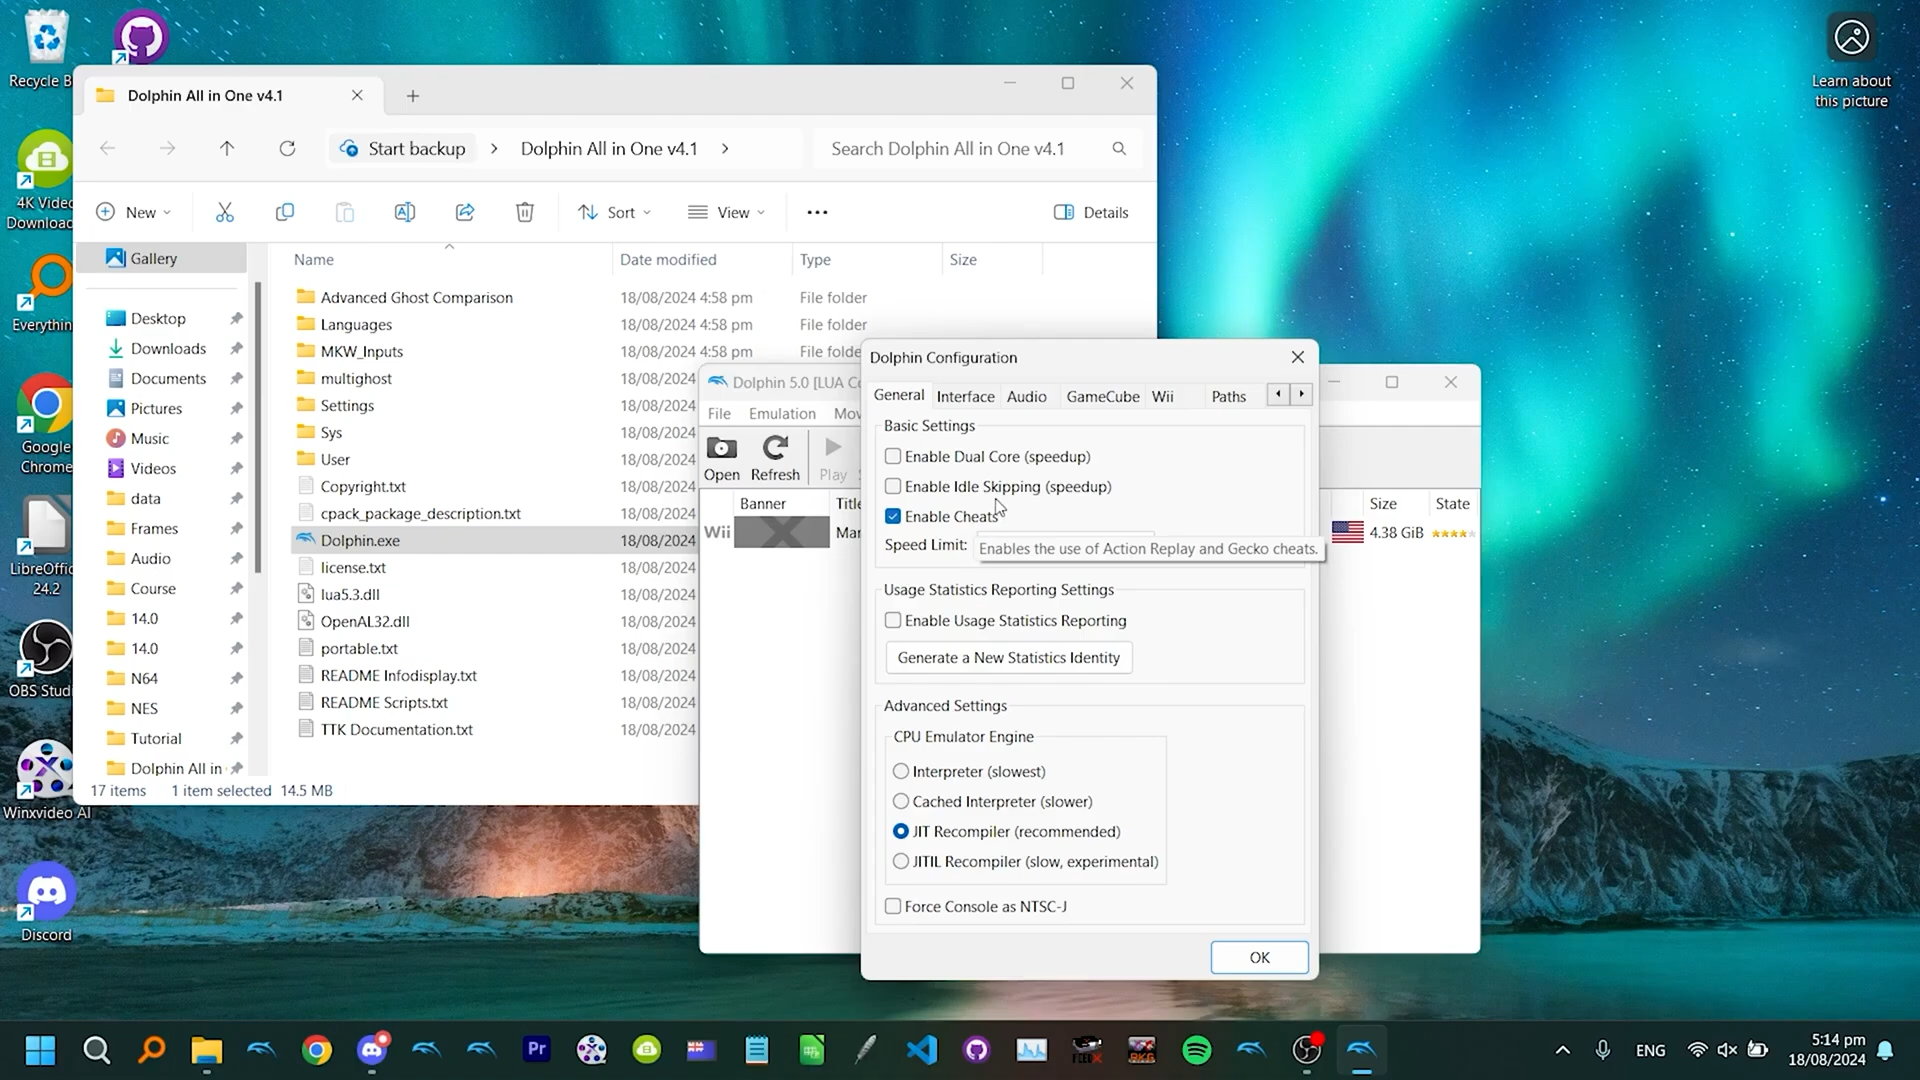 Recycle B
4K Video
Download
Everythin
Google
Chrome
LibreOffic
24.2
OBS Studi
Winxvideo AI
Discord
Learn about
this picture
Dolphin All in One v4.1
Start backup
Dolphin All in One v4.1
Search Dolphin All in One v4.1
New
Sort
View
Details
Gallery
Desktop
Downloads
Documents
Pictures
Music
Videos
data
Frames
Audio
Course
14.0
14.0
N64
NES
Tutorial
Dolphin All in
Name Date modified Type Size
Advanced Ghost Comparison 18/08/2024 4:58 pm File folder
Languages 18/08/2024 4:58 pm File folder
MKW_Inputs 18/08/2024 4:58 pm File folde
multighost 18/08/2024
Settings 18/08/2024
Sys 18/08/2024
User 18/08/2024
Copyright.txt 18/08/2024
cpack_package_description.txt 18/08/2024
Dolphin.exe 18/08/2024
license.txt 18/08/2024
lua5.3.dll 18/08/2024
OpenAL32.dll 18/08/2024
portable.txt 18/08/2024
README Infodisplay.txt 18/08/2024
README Scripts.txt 18/08/2024
TTK Documentation.txt 18/08/2024
17 items 1 item selected 14.5 MB
Dolphin 5.0 [LUA Co
File Emulation Mov
Open Refresh Play
Banner Title Size State
Wii Mar 4.38 GiB
Dolphin Configuration
General Interface Audio GameCube Wii Paths
Basic Settings
Enable Dual Core (speedup)
Enable Idle Skipping (speedup)
Enable Cheats
Speed Limit:
Enables the use of Action Replay and Gecko cheats.
Usage Statistics Reporting Settings
Enable Usage Statistics Reporting
Generate a New Statistics Identity
Advanced Settings
CPU Emulator Engine
Interpreter (slowest)
Cached Interpreter (slower)
JIT Recompiler (recommended)
JITIL Recompiler (slow, experimental)
Force Console as NTSC-J
OK
Pr
ENG
5:14 pm
18/08/2024